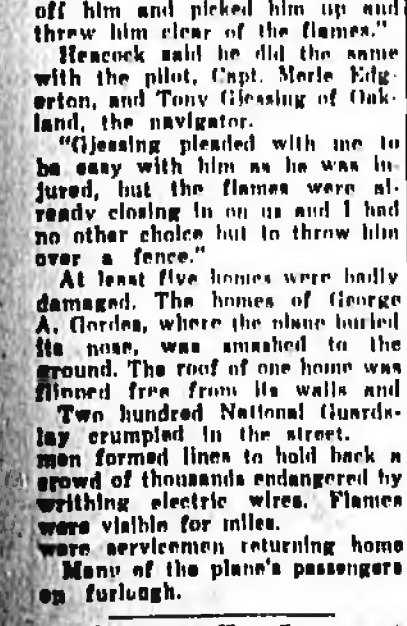 off him and picked him up and
threw him clear of the flames."
Heacock said he did the same
with the pilot, Capt. Merle Edg-
erton, and Tony Gjessing of Oak-
land, the navigator.
"Gjessing pleaded with me to
be easy with him as he was in-
jured, but the flames were al-
ready closing in on us and I had
no other choice but to throw him
over a fence."
At least five homes were badly
damaged. The homes of George
A. Gordea, where the plane buried
its nose, was smashed to the
ground. The roof of one home was
flipped free from its walls and
Two hundred National Guards-
lay crumpled in the street.
men formed lines to hold back a
crowd of thousands endangered by
writhing electric wires. Flames
were visible for miles.
were servicemen returning home
Many of the plane's passengers
on furlough.